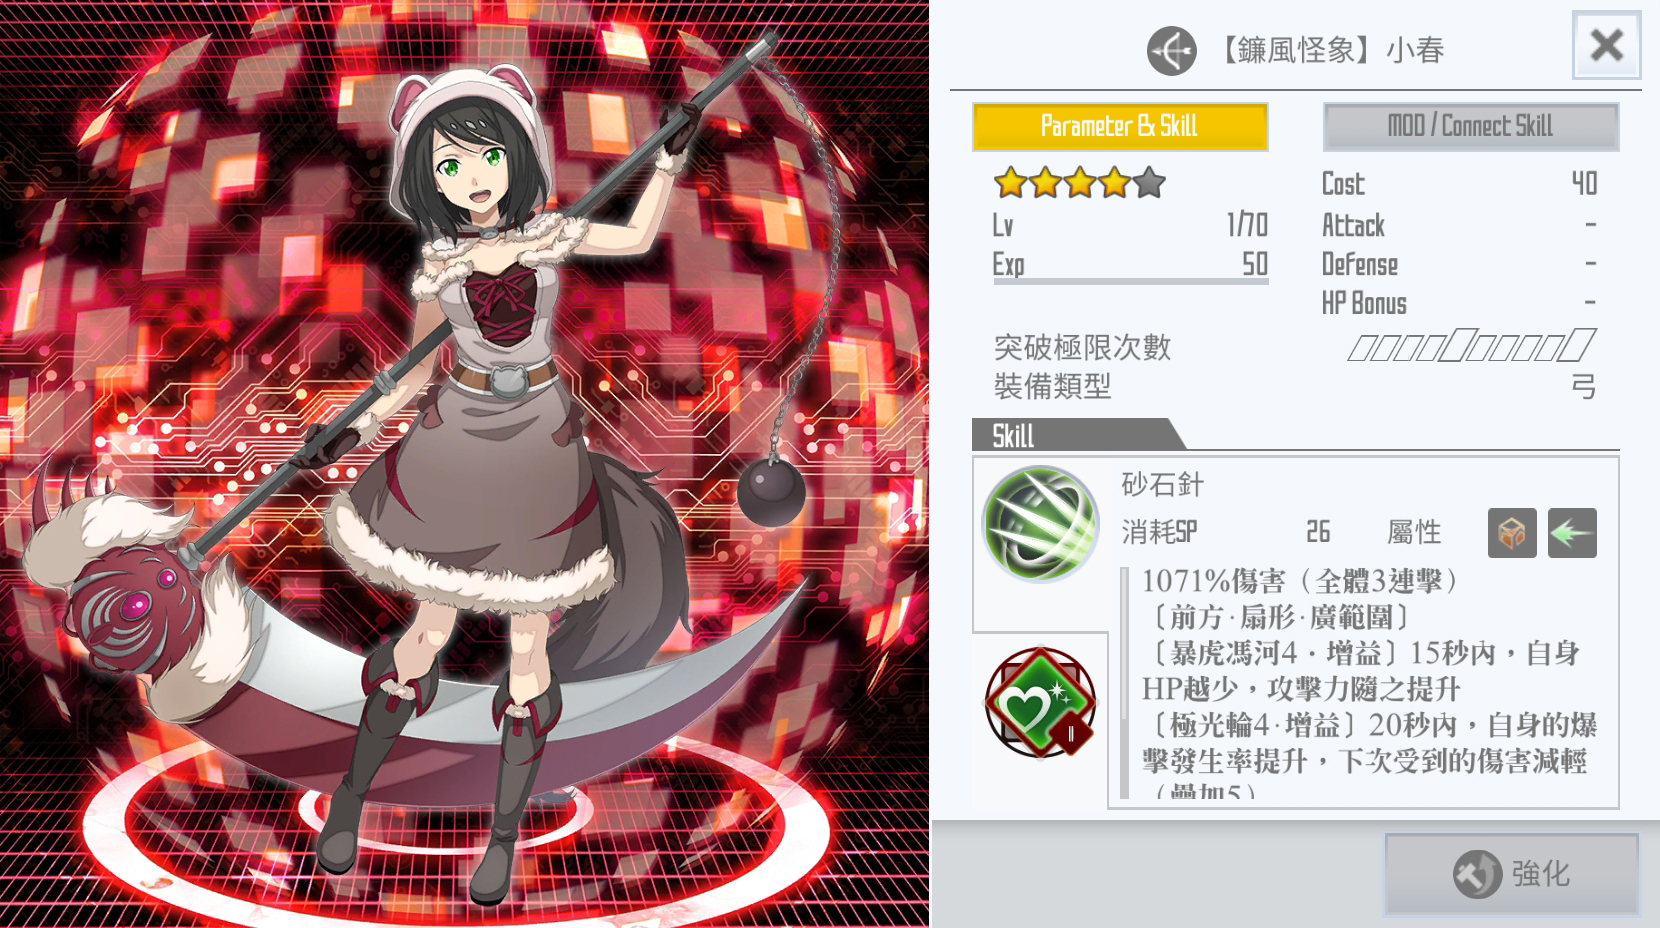 【鐮風怪象】小春
Parameter & Skill
MOD / Connect Skill
Lv 1/70
Exp 50
Cost 40
Attack -
Defense -
HP Bonus -
突破極限次數
裝備類型 弓
Skill
砂石針
消耗SP 26 屬性
1071%傷害（全體3連擊）
〔前方·扇形·廣範圍〕
〔暴虎馮河4·增益〕15秒內，自身
HP越少，攻擊力隨之提升
〔極光輪4·增益〕20秒內，自身的爆
擊發生率提升，下次受到的傷害減輕
（疊加5）
II
強化